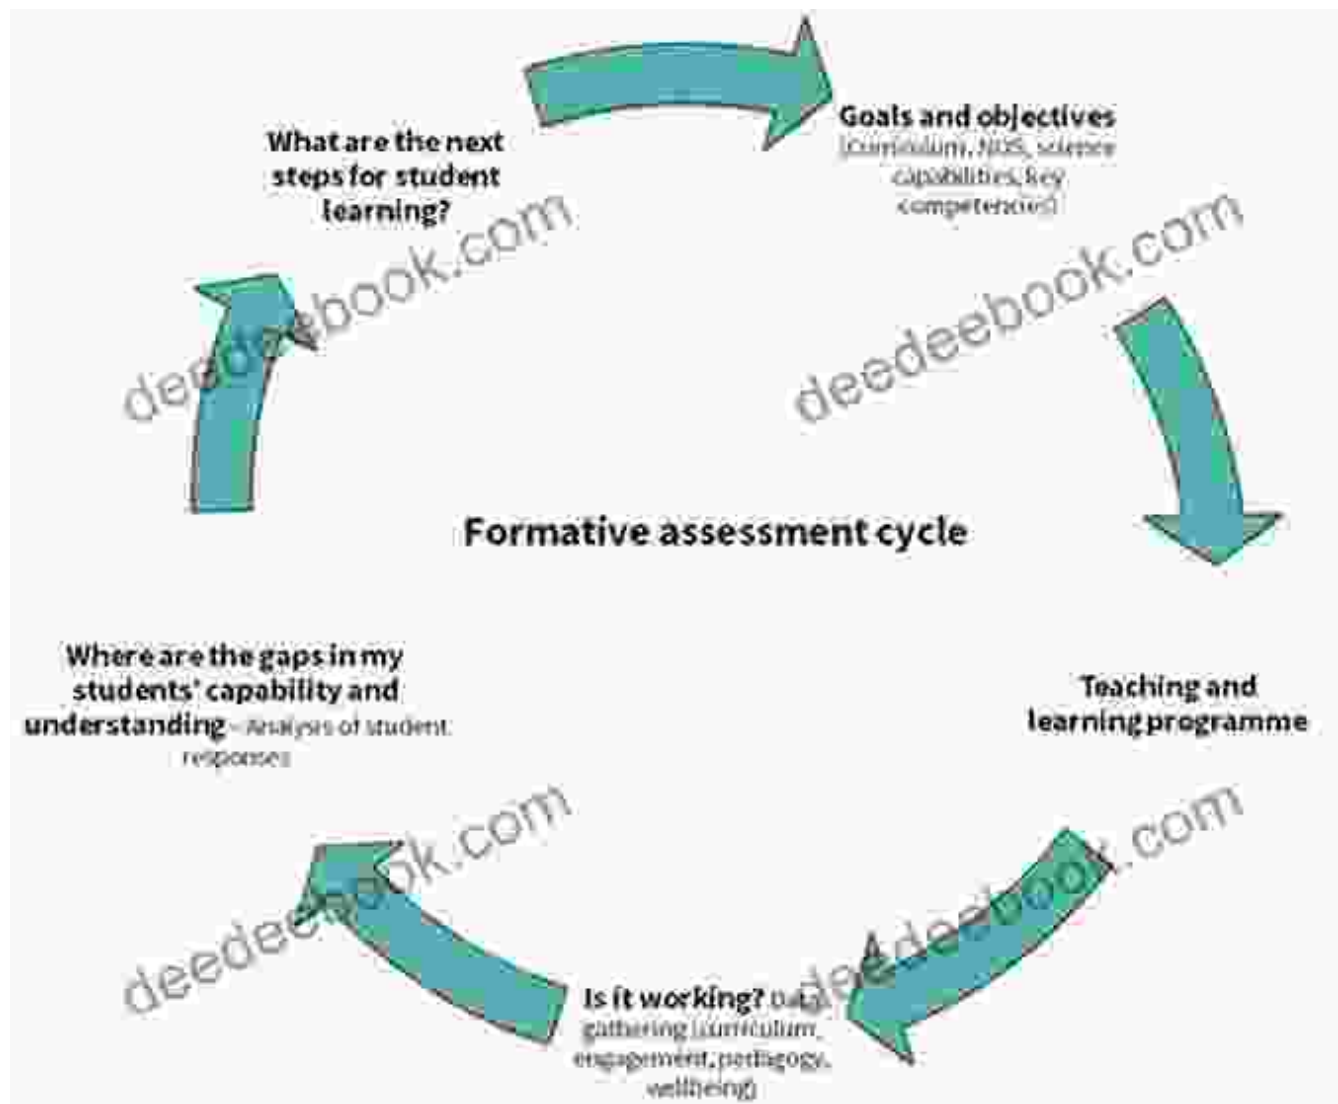 What are the next
steps for student
learning?
Goals and objectives
(Curriculum, NOS, science
capabilities, key
competencies)
deedeebook.com
deedeebook.com
Formative assessment cycle
Where are the gaps in my
students' capability and
understanding - Analysis of student
responses
Teaching and
learning programme
deedeebook.com
deedeebook.com
Is it working? Data
gathering (curriculum,
engagement, pedagogy,
wellbeing)